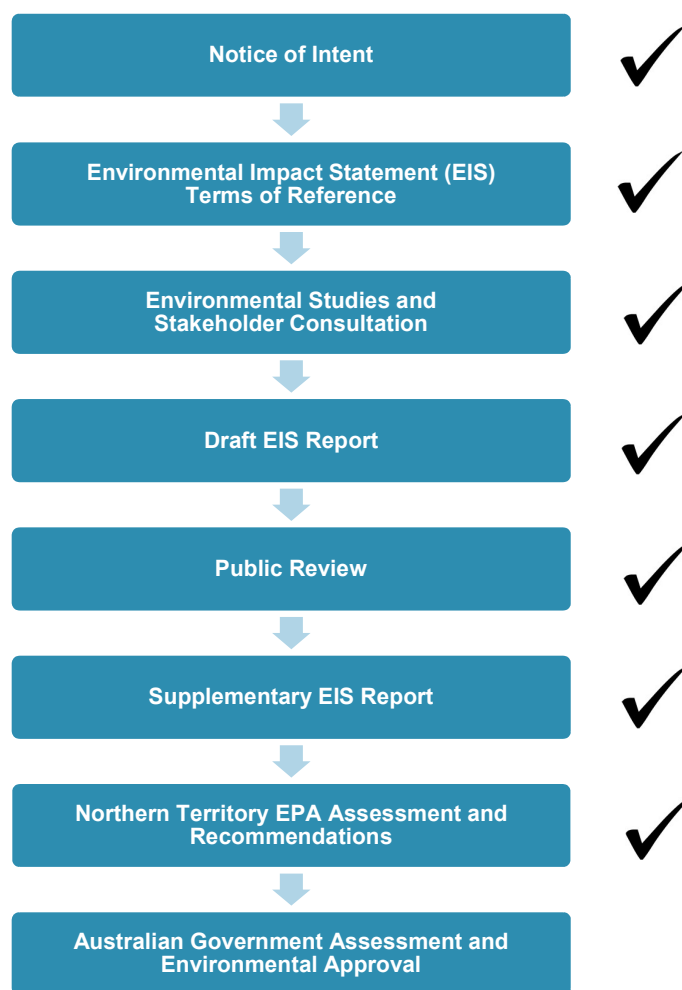 Notice of Intent
Environmental Impact Statement (EIS)
Terms of Reference
Environmental Studies and
Stakeholder Consultation
Draft EIS Report
Public Review
Supplementary EIS Report
Northern Territory EPA Assessment and
Recommendations
Australian Government Assessment and
Environmental Approval